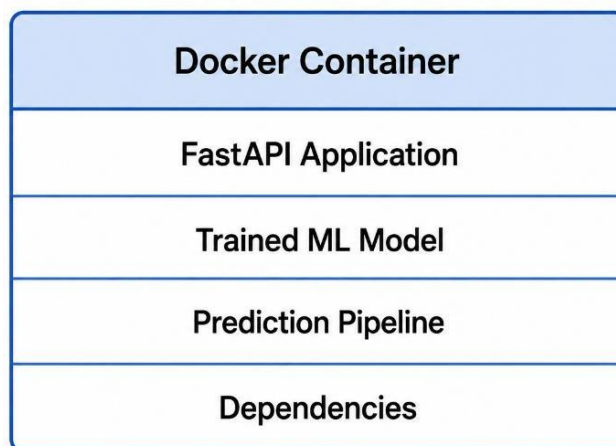 Docker Container
FastAPI Application
Trained ML Model
Prediction Pipeline
Dependencies